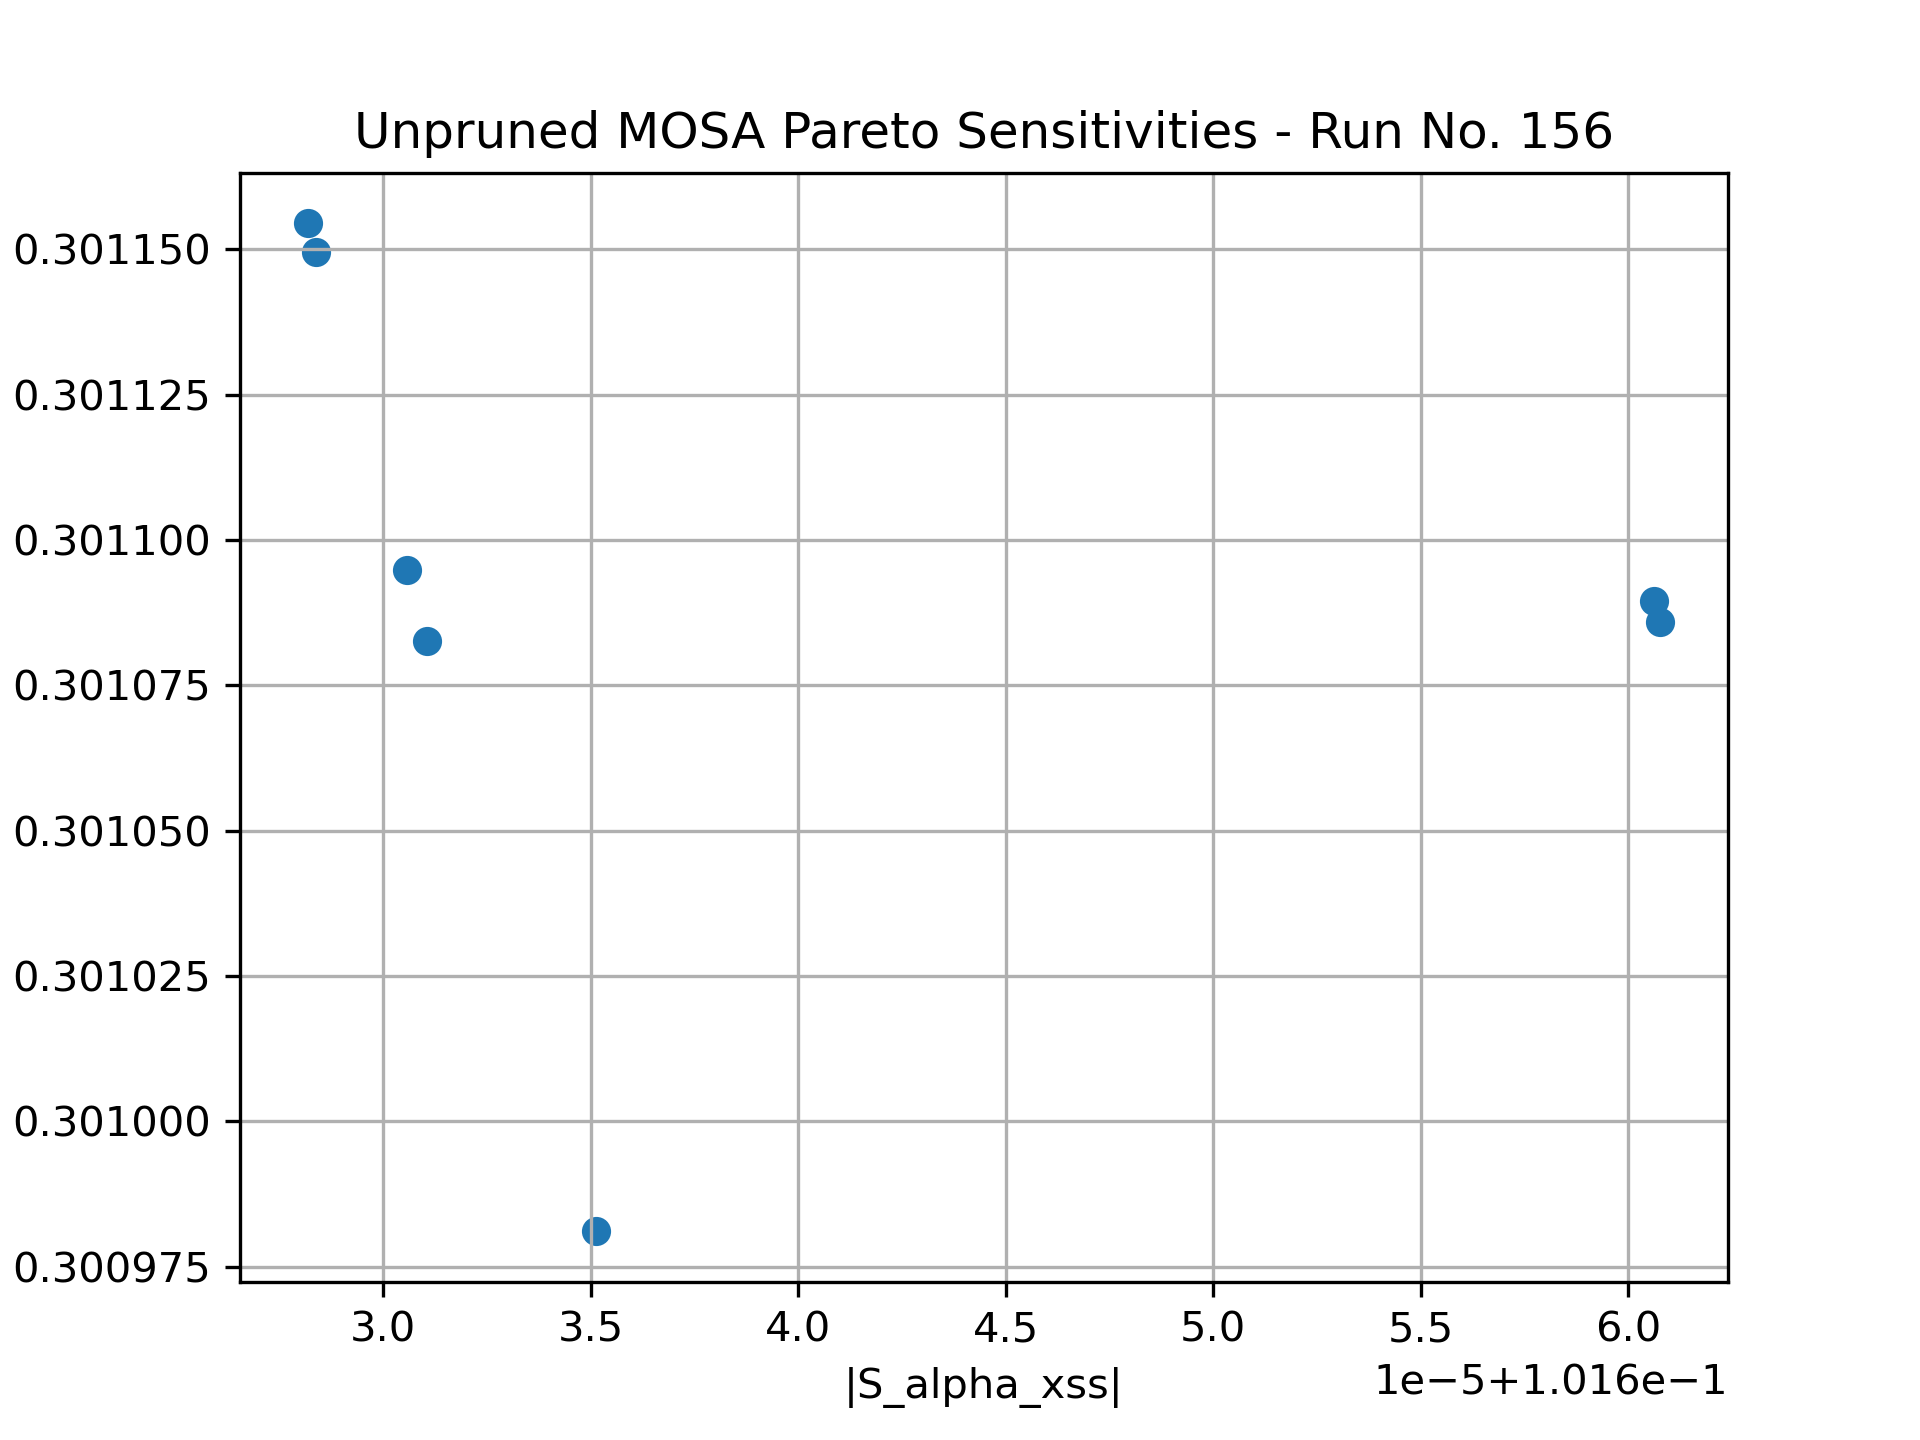 Unpruned MOSA Pareto Sensitivities - Run No. 156
0.301150
0.301125
0.301100
0.301075
0.301050
0.301025
0.301000
0.300975
3.0 3.5 4.0 4.5 5.0 5.5 6.0
|S_alpha_xss|
1e−5+1.016e−1